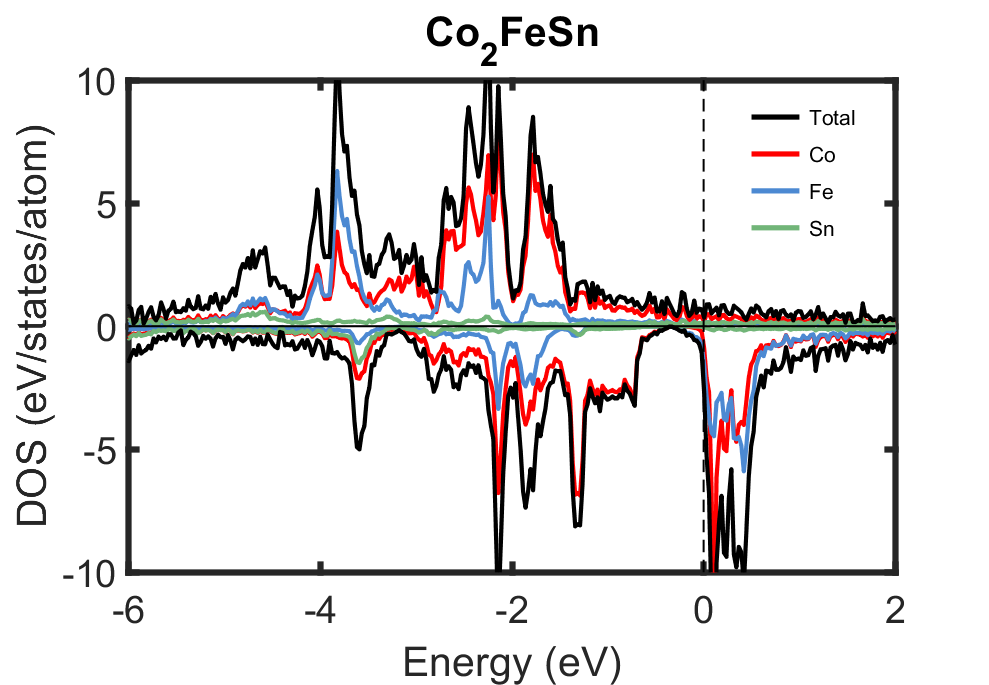 Co2FeSn
10
5
0
-5
-10
DOS (eV/states/atom)
Total
Co
Fe
Sn
-6 -4 -2 0 2
Energy (eV)